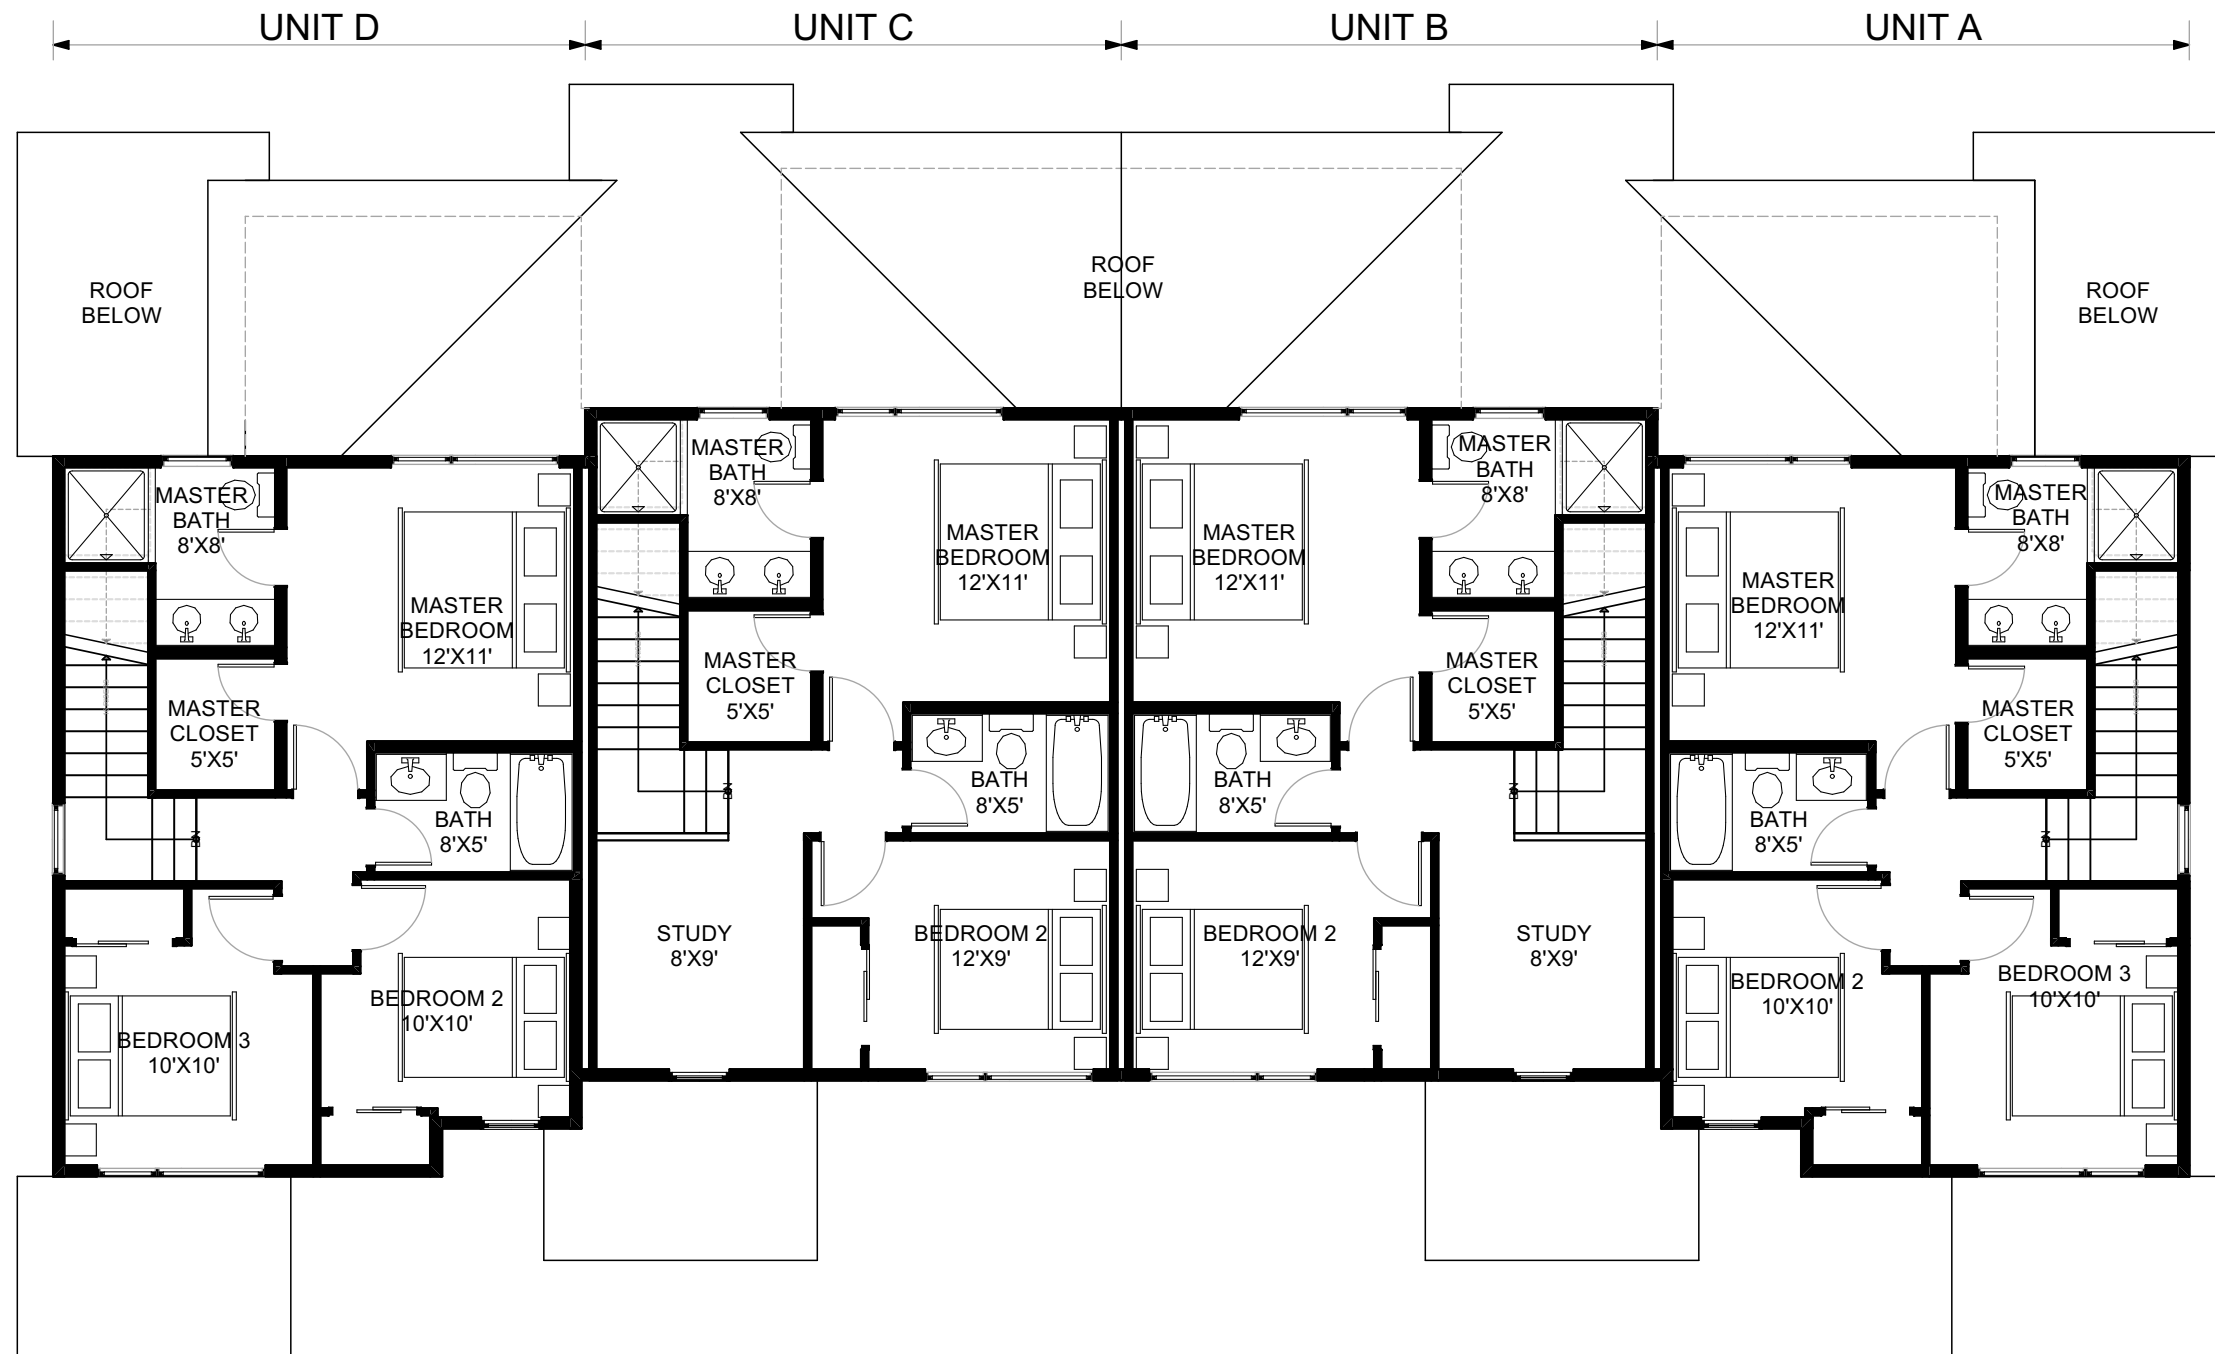 UNIT D
UNIT C
UNIT B
UNIT A
ROOF
BELOW
ROOF
BELOW
ROOF
BELOW
MASTER
BATH
8'X8'
MASTER
BEDROOM
12'X11'
MASTER
CLOSET
5'X5'
BATH
8'X5'
DN
BEDROOM 2
10'X10'
BEDROOM 3
10'X10'
MASTER
BATH
8'X8'
MASTER
BEDROOM
12'X11'
MASTER
CLOSET
5'X5'
BATH
8'X5'
DN
STUDY
8'X9'
BEDROOM 2
12'X9'
MASTER
BEDROOM
12'X11'
MASTER
BATH
8'X8'
MASTER
CLOSET
5'X5'
BATH
8'X5'
DN
BEDROOM 2
12'X9'
STUDY
8'X9'
MASTER
BEDROOM
12'X11'
MASTER
BATH
8'X8'
MASTER
CLOSET
5'X5'
BATH
8'X5'
DN
BEDROOM 2
10'X10'
BEDROOM 3
10'X10'